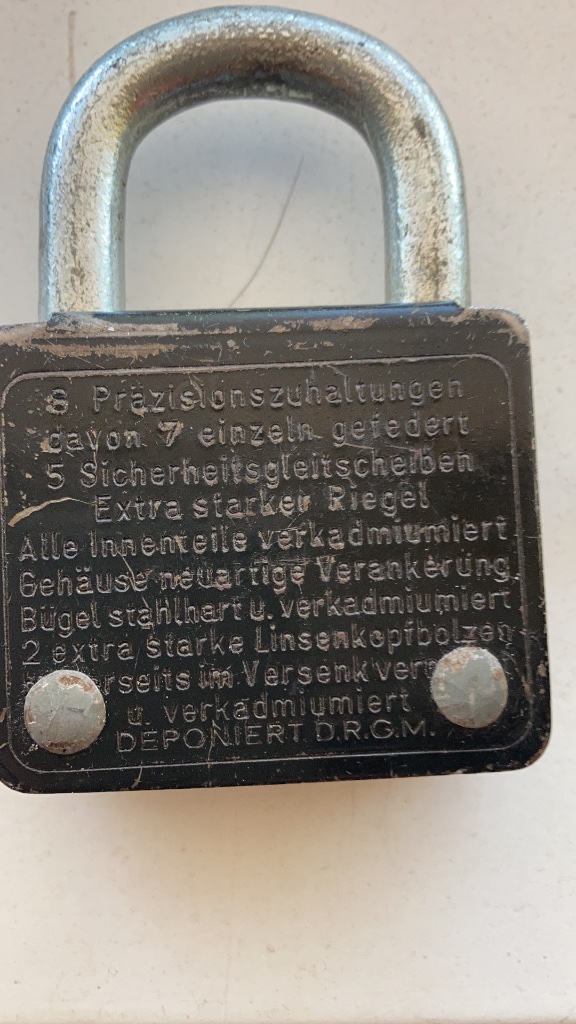 8 Präzisionszuhaltungen
davon 7 einzeln gefedert
5 Sicherheitsgleitscheiben
Extra starker Riegel
Alle Innenteile verkadmiumiert
Gehäuse neuartige Verankerung
Bügel stahlhart u. verkadmiumiert
2 extra starke Linsenkopfbolzen
im Versenk
u. verkadmiumiert
DEPONIERT D.R.G.M.